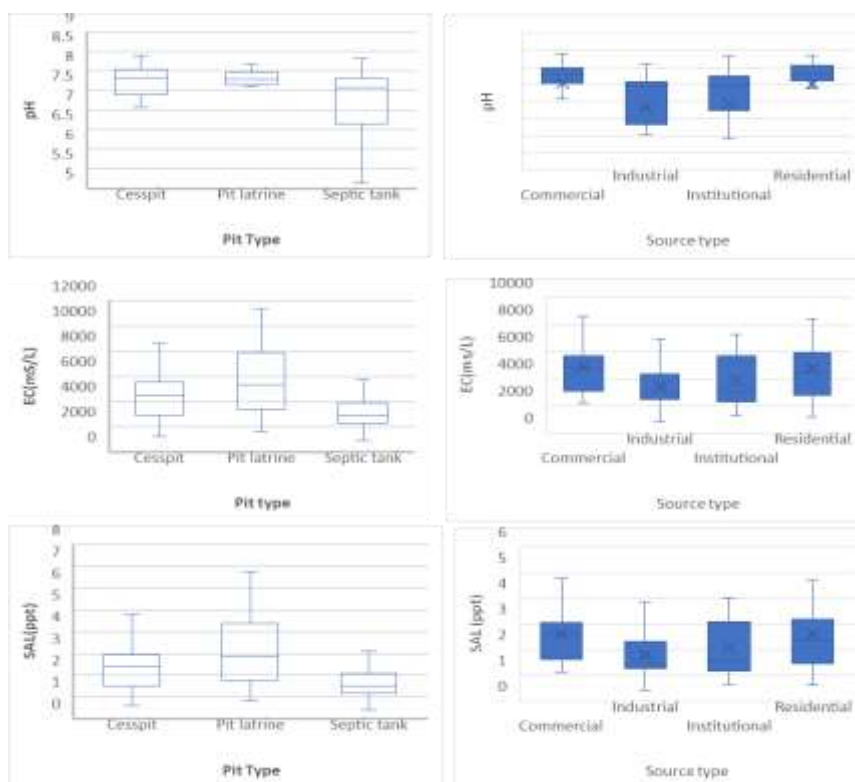 9
8.5
8
7.5
7
6.5
6
5.5
5
pH
Cesspit Pit latrine Septic tank
Pit Type
pH
Commercial Industrial Institutional Residential
Source type
12000
10000
8000
6000
4000
2000
0
EC(mS/L)
Cesspit Pit latrine Septic tank
Pit type
10000
8000
6000
4000
2000
0
EC(ms/L)
Commercial Industrial Institutional Residential
Source type
8
7
6
5
4
3
2
1
0
SAL(ppt)
Cesspit Pit latrine Septic tank
Pit Type
6
5
4
3
2
1
0
SAL (ppt)
Commercial Industrial Institutional Residential
Source type